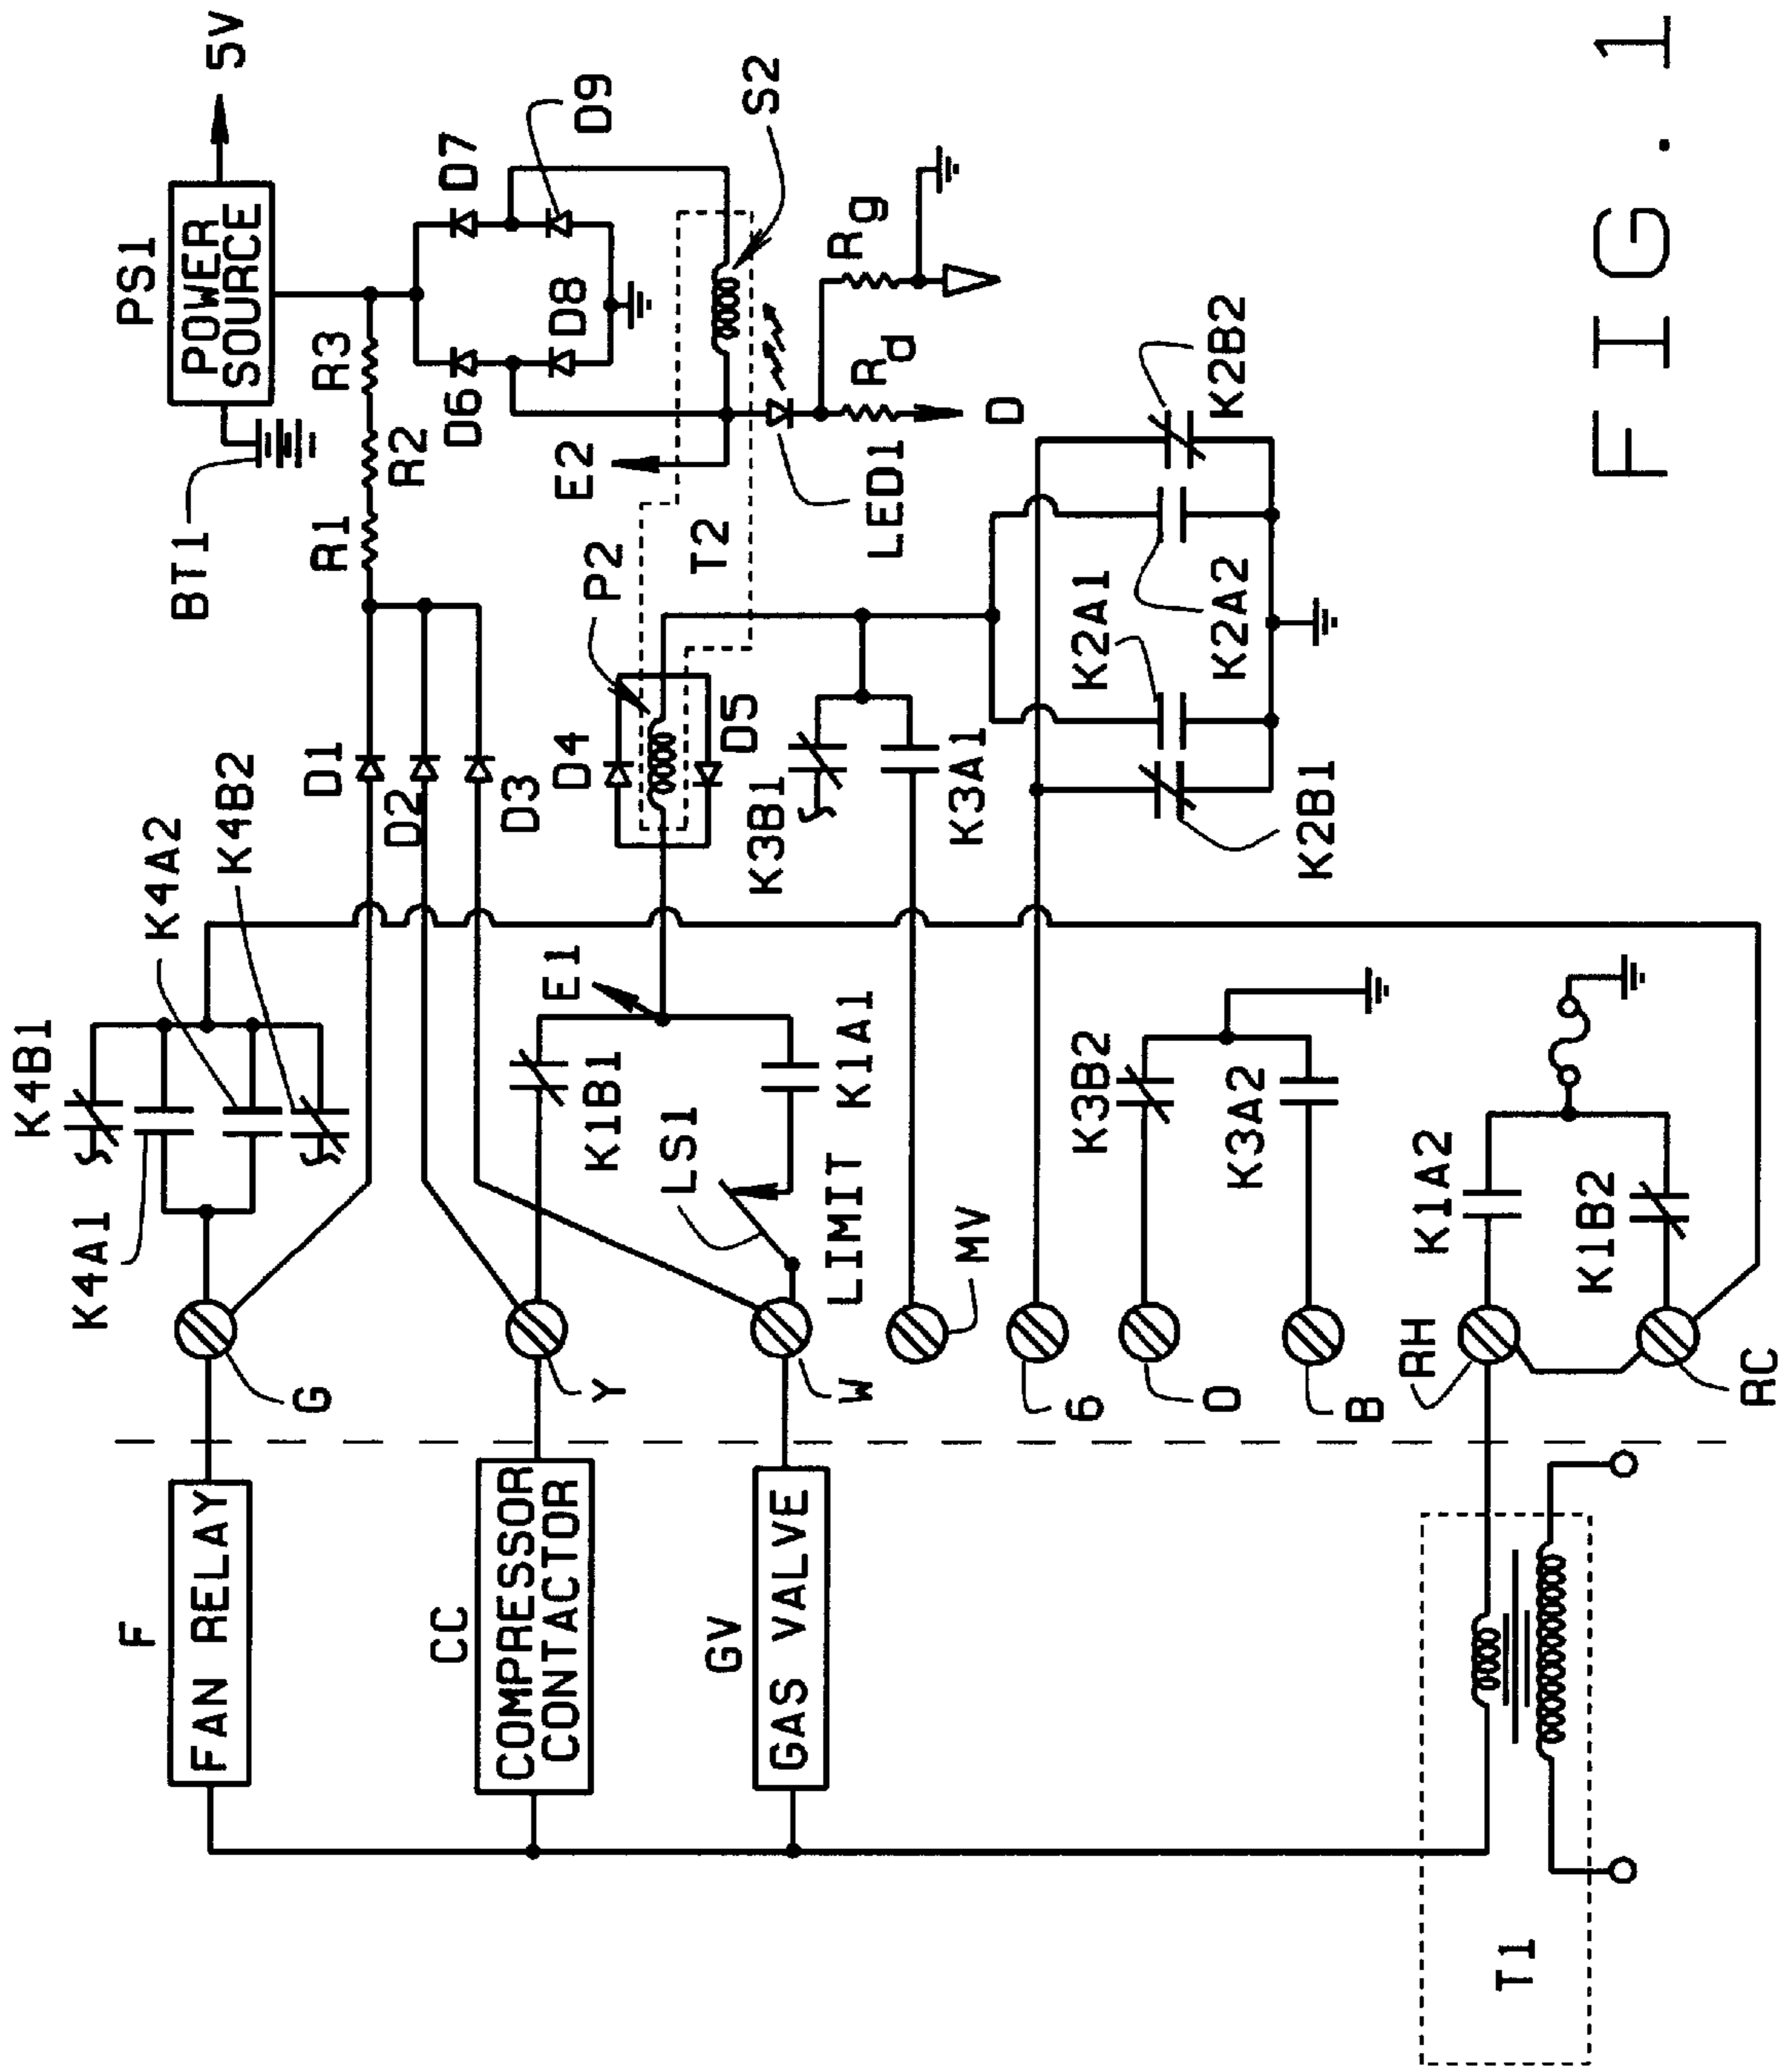 F
FAN RELAY
CC
COMPRESSOR
CONTACTOR
GV
GAS VALVE
T1
G
Y
W
MV
6
O
B
RH
RC
K4B1
K4A1
K4A2
K4B2
K1B1
E1
LS1
LIMIT
K1A1
K3B2
K3A2
K1A2
K1B2
D1
D2
D3
D4
D5
P2
T2
K3B1
K3A1
K2A1
K2A2
K2B1
K2B2
BT1
PS1
POWER
SOURCE
5V
R1
R2
R3
D6
D7
D8
D9
E2
S2
LED1
Rd
Rg
D
FIG. 1